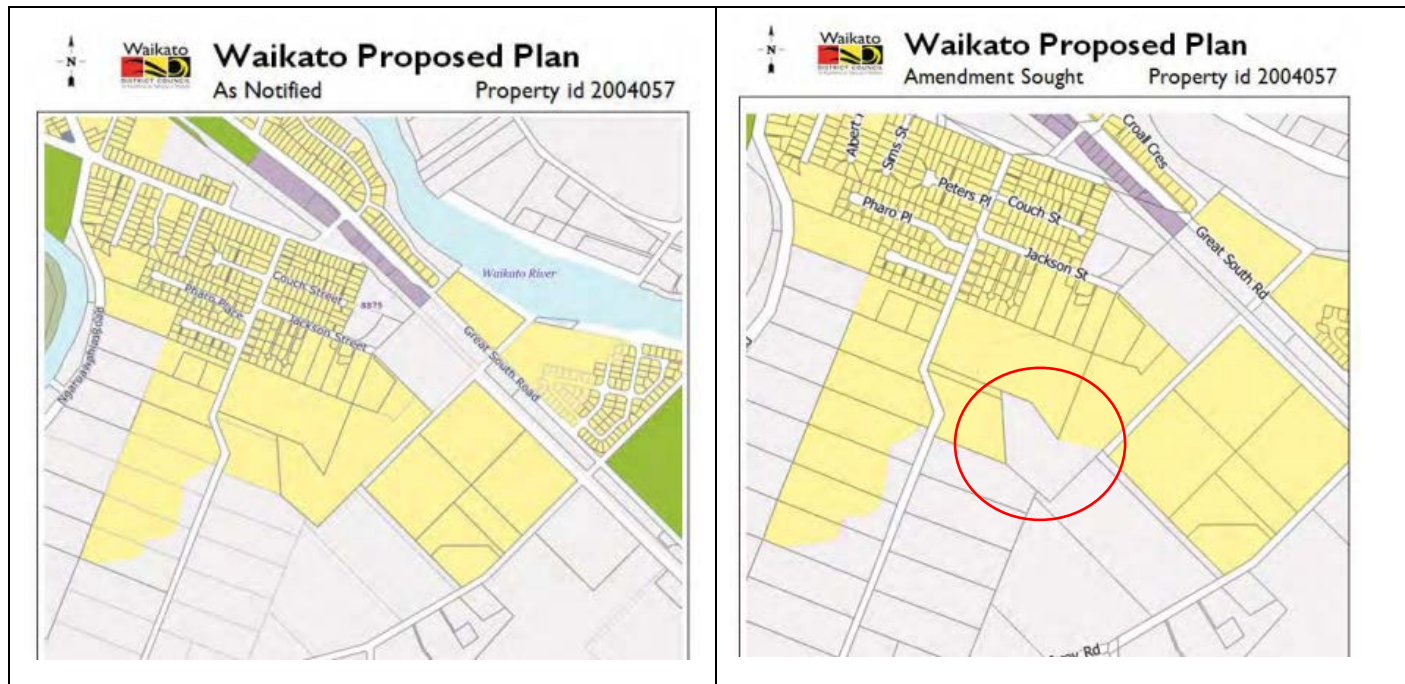 N
Waikato
DISTRICT COUNCIL
Waikato Proposed Plan
As Notified
Property id 2004057
Waikato River
Couch Street
8875
Pharo Place
Jackson Street
Great South Road
N
Waikato
DISTRICT COUNCIL
Waikato Proposed Plan
Amendment Sought
Property id 2004057
Croall Cres
Albert
Sims St
Peters Pl
Couch St
Pharo Pl
Jackson St
Great South Rd
Rd